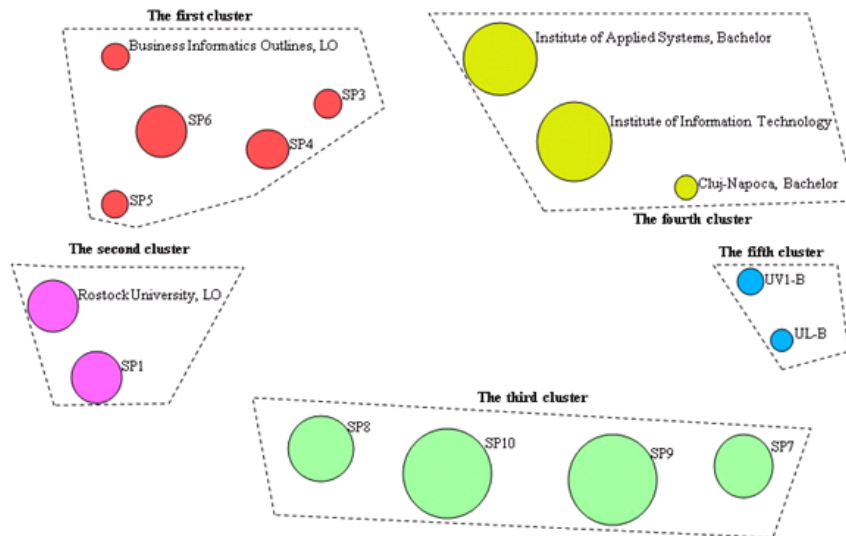 The first cluster
Business Informatics Outlines, LO
SP3
SP6
SP4
SP5
Institute of Applied Systems, Bachelor
Institute of Information Technology
Cluj-Napoca, Bachelor
The fourth cluster
The second cluster
Rostock University, LO
SP1
The fifth cluster
UV1-B
UL-B
The third cluster
SP8
SP10
SP9
SP7